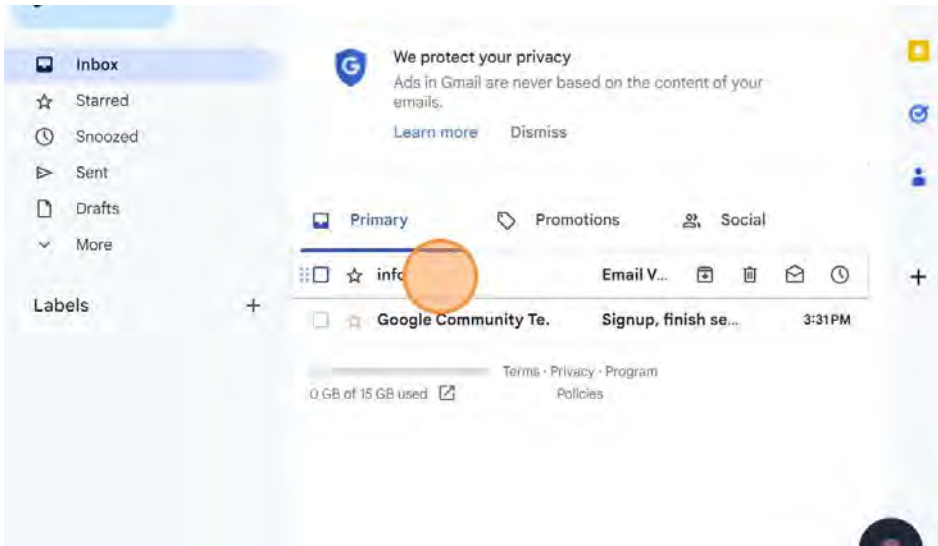 Inbox
Starred
Snoozed
Sent
Drafts
More
Labels
We protect your privacy
Ads in Gmail are never based on the content of your
emails.
Learn more Dismiss
Primary Promotions Social
info Email V...
Google Community Te. Signup, finish se... 3:31 PM
Terms · Privacy · Program
Policies
0 GB of 15 GB used